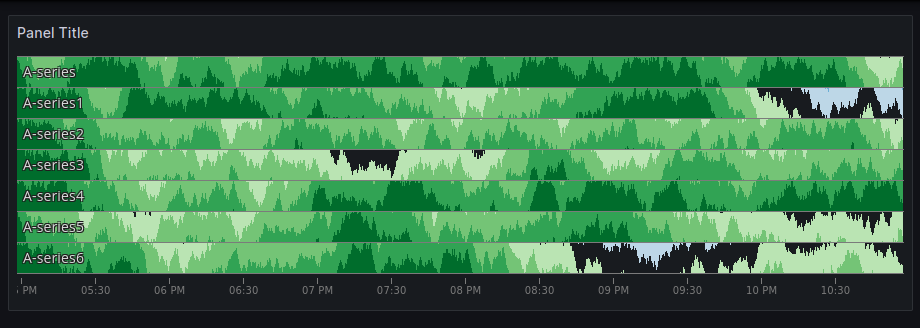 Panel Title
A-series
A-series1
A-series2
A-series3
A-series4
A-series5
A-series6
PM 05:30 06 PM 06:30 07 PM 07:30 08 PM 08:30 09 PM 09:30 10 PM 10:30